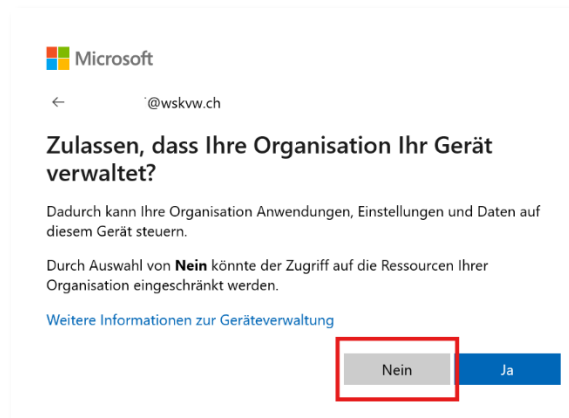 Microsoft
← @wskvw.ch
Zulassen, dass Ihre Organisation Ihr Gerät
verwaltet?
Dadurch kann Ihre Organisation Anwendungen, Einstellungen und Daten auf
diesem Gerät steuern.
Durch Auswahl von Nein könnte der Zugriff auf die Ressourcen Ihrer
Organisation eingeschränkt werden.
Weitere Informationen zur Geräteverwaltung
Nein Ja